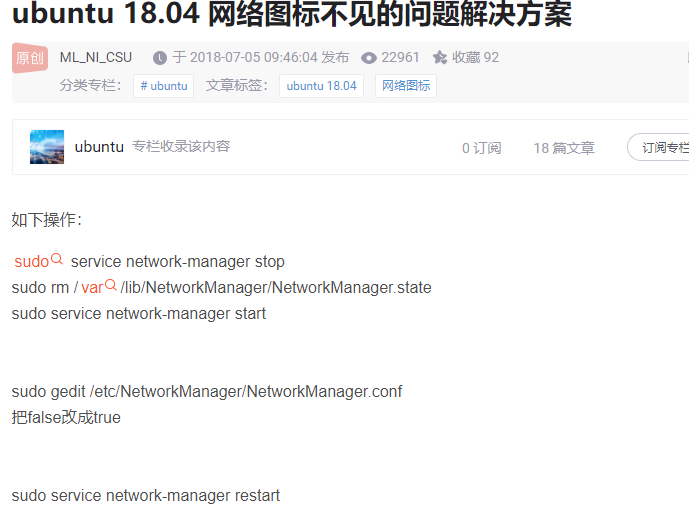 ubuntu 18.04 网络图标不见的问题解决方案
原创 ML_NI_CSU 于 2018-07-05 09:46:04 发布 22961 收藏 92
分类专栏： # ubuntu 文章标签： ubuntu 18.04 网络图标
ubuntu 专栏收录该内容 0 订阅 18 篇文章 订阅专栏
如下操作：
sudo service network-manager stop
sudo rm /var/lib/NetworkManager/NetworkManager.state
sudo service network-manager start
sudo gedit /etc/NetworkManager/NetworkManager.conf
把false改成true
sudo service network-manager restart